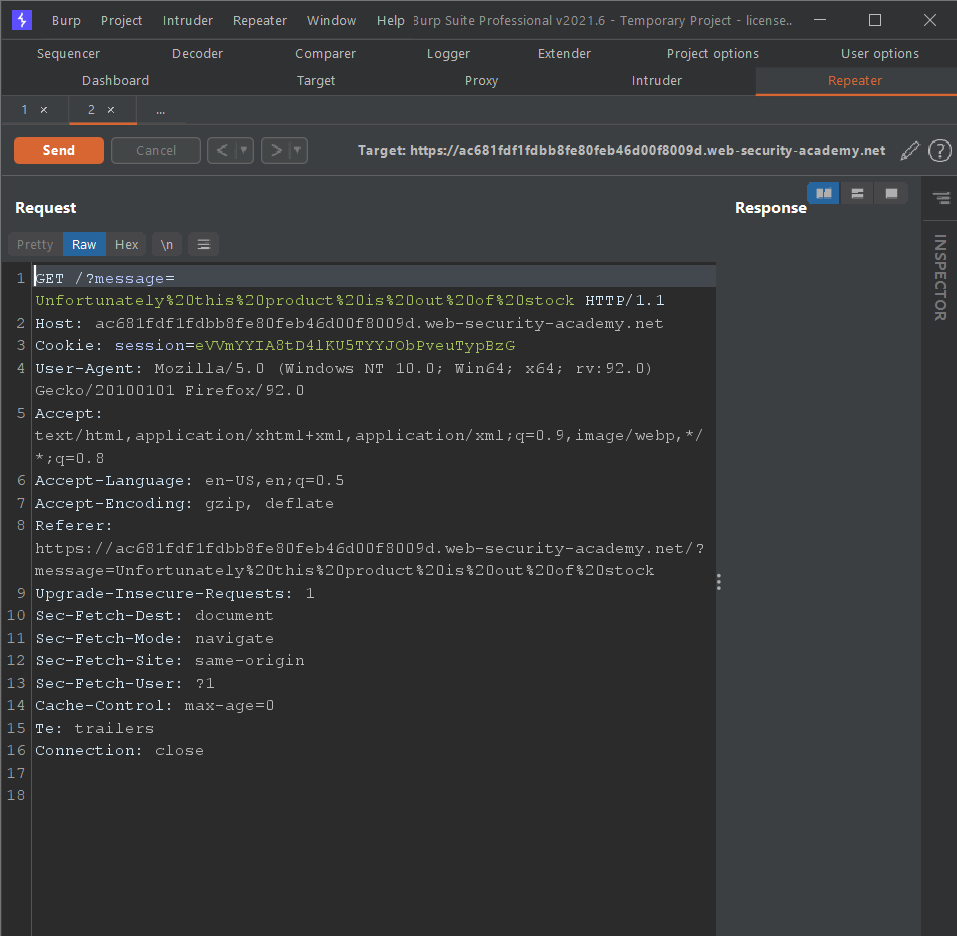 Burp Project Intruder Repeater Window Help Burp Suite Professional v2021.6 - Temporary Project - license..
Sequencer Decoder Comparer Logger Extender Project options User options
Dashboard Target Proxy Intruder Repeater
1 × 2 × ...
Send Cancel < > Target: https://ac681fdf1fdbb8fe80feb46d00f8009d.web-security-academy.net ?
Request
Response
Pretty Raw Hex \n
INSPECTOR
1 GET /?message=
Unfortunately%20this%20product%20is%20out%20of%20stock HTTP/1.1
2 Host: ac681fdf1fdbb8fe80feb46d00f8009d.web-security-academy.net
3 Cookie: session=eVVmYYIA8tD4lKU5TYYJObPveuTypBzG
4 User-Agent: Mozilla/5.0 (Windows NT 10.0; Win64; x64; rv:92.0)
Gecko/20100101 Firefox/92.0
5 Accept:
text/html,application/xhtml+xml,application/xml;q=0.9,image/webp,*/
*;q=0.8
6 Accept-Language: en-US,en;q=0.5
7 Accept-Encoding: gzip, deflate
8 Referer:
https://ac681fdf1fdbb8fe80feb46d00f8009d.web-security-academy.net/?
message=Unfortunately%20this%20product%20is%20out%20of%20stock
9 Upgrade-Insecure-Requests: 1
10 Sec-Fetch-Dest: document
11 Sec-Fetch-Mode: navigate
12 Sec-Fetch-Site: same-origin
13 Sec-Fetch-User: ?1
14 Cache-Control: max-age=0
15 Te: trailers
16 Connection: close
17
18